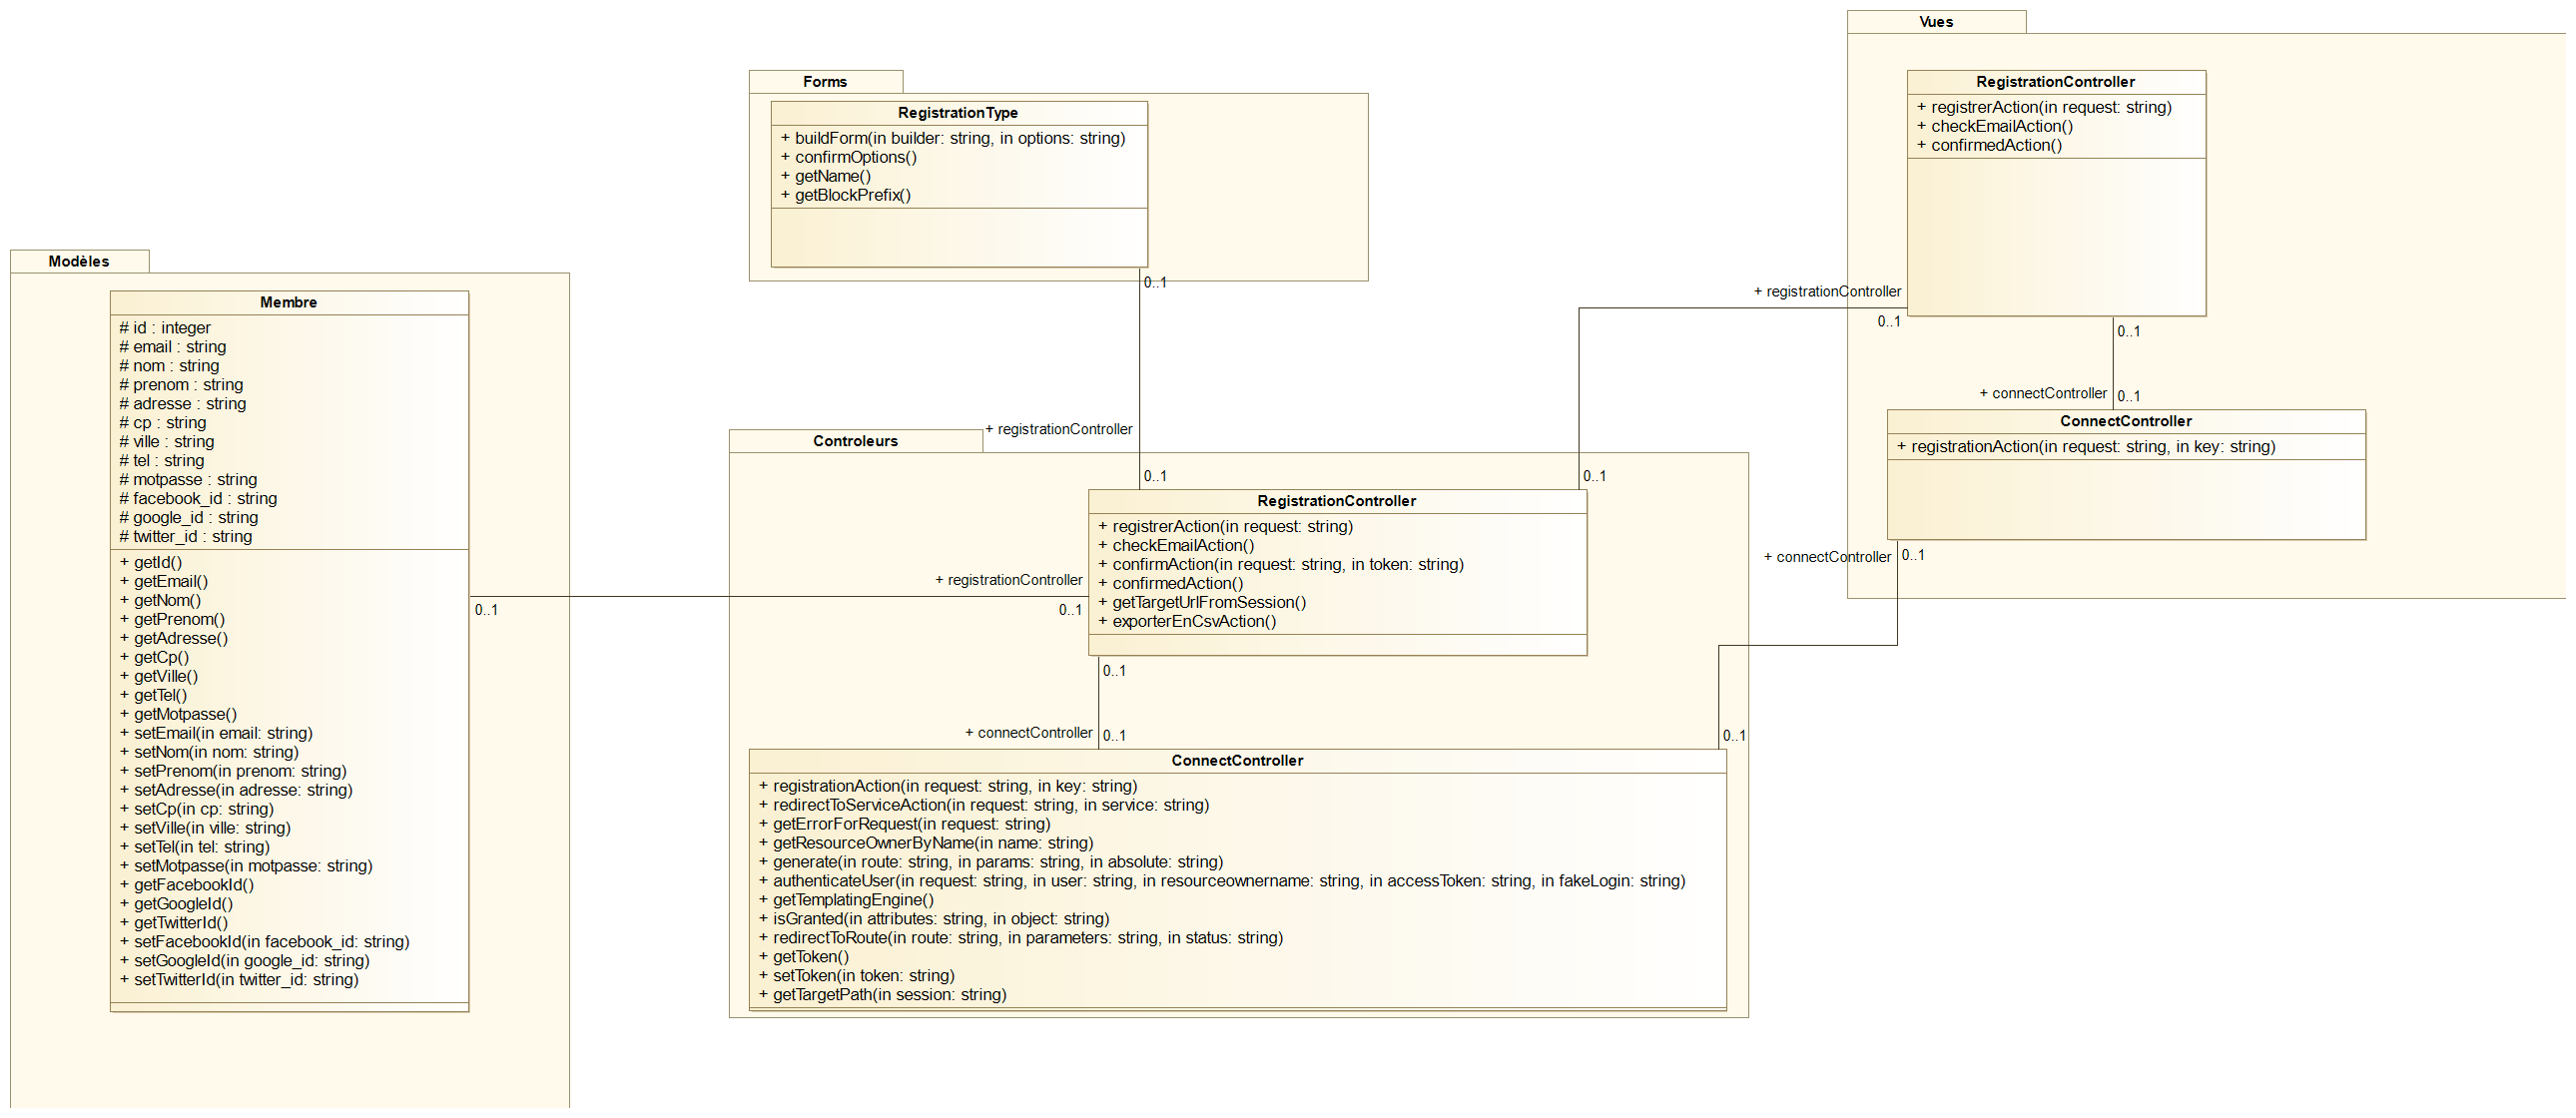 Vues
RegistrationController
+ registrerAction(in request: string)
+ checkEmailAction()
+ confirmedAction()
Forms
RegistrationType
+ buildForm(in builder: string, in options: string)
+ confirmOptions()
+ getName()
+ getBlockPrefix()
0..1
+ registrationController
0..1
0..1
+ connectController
0..1
ConnectController
+ registrationAction(in request: string, in key: string)
+ connectController
0..1
Modèles
Membre
# id : integer
# email : string
# nom : string
# prenom : string
# adresse : string
# cp : string
# ville : string
# tel : string
# motpasse : string
# facebook_id : string
# google_id : string
# twitter_id : string
+ getId()
+ getEmail()
+ getNom()
+ getPrenom()
+ getAdresse()
+ getCp()
+ getVille()
+ getTel()
+ getMotpasse()
+ setEmail(in email: string)
+ setNom(in nom: string)
+ setPrenom(in prenom: string)
+ setAdresse(in adresse: string)
+ setCp(in cp: string)
+ setVille(in ville: string)
+ setTel(in tel: string)
+ setMotpasse(in motpasse: string)
+ getFacebookId()
+ getGoogleId()
+ getTwitterId()
+ setFacebookId(in facebook_id: string)
+ setGoogleId(in google_id: string)
+ setTwitterId(in twitter_id: string)
0..1
Controleurs
+ registrationController
0..1
0..1
+ registrationController
0..1
RegistrationController
+ registrerAction(in request: string)
+ checkEmailAction()
+ confirmAction(in request: string, in token: string)
+ confirmedAction()
+ getTargetUrlFromSession()
+ exporterEnCsvAction()
0..1
+ connectController
0..1
0..1
ConnectController
+ registrationAction(in request: string, in key: string)
+ redirectToServiceAction(in request: string, in service: string)
+ getErrorForRequest(in request: string)
+ getResourceOwnerByName(in name: string)
+ generate(in route: string, in params: string, in absolute: string)
+ authenticateUser(in request: string, in user: string, in resourceownername: string, in accessToken: string, in fakeLogin: string)
+ getTemplatingEngine()
+ isGranted(in attributes: string, in object: string)
+ redirectToRoute(in route: string, in parameters: string, in status: string)
+ getToken()
+ setToken(in token: string)
+ getTargetPath(in session: string)